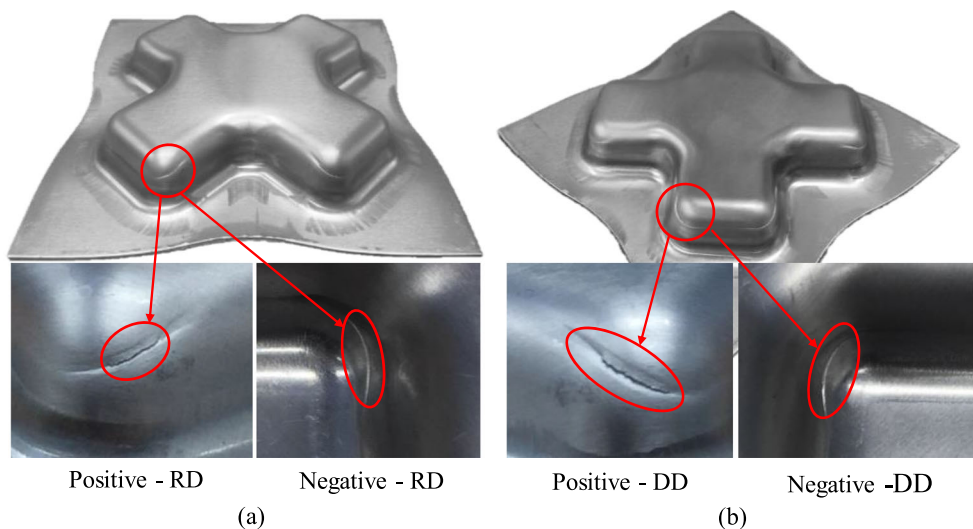 Positive - RD
Negative - RD
Positive - DD
Negative -DD
(a)
(b)